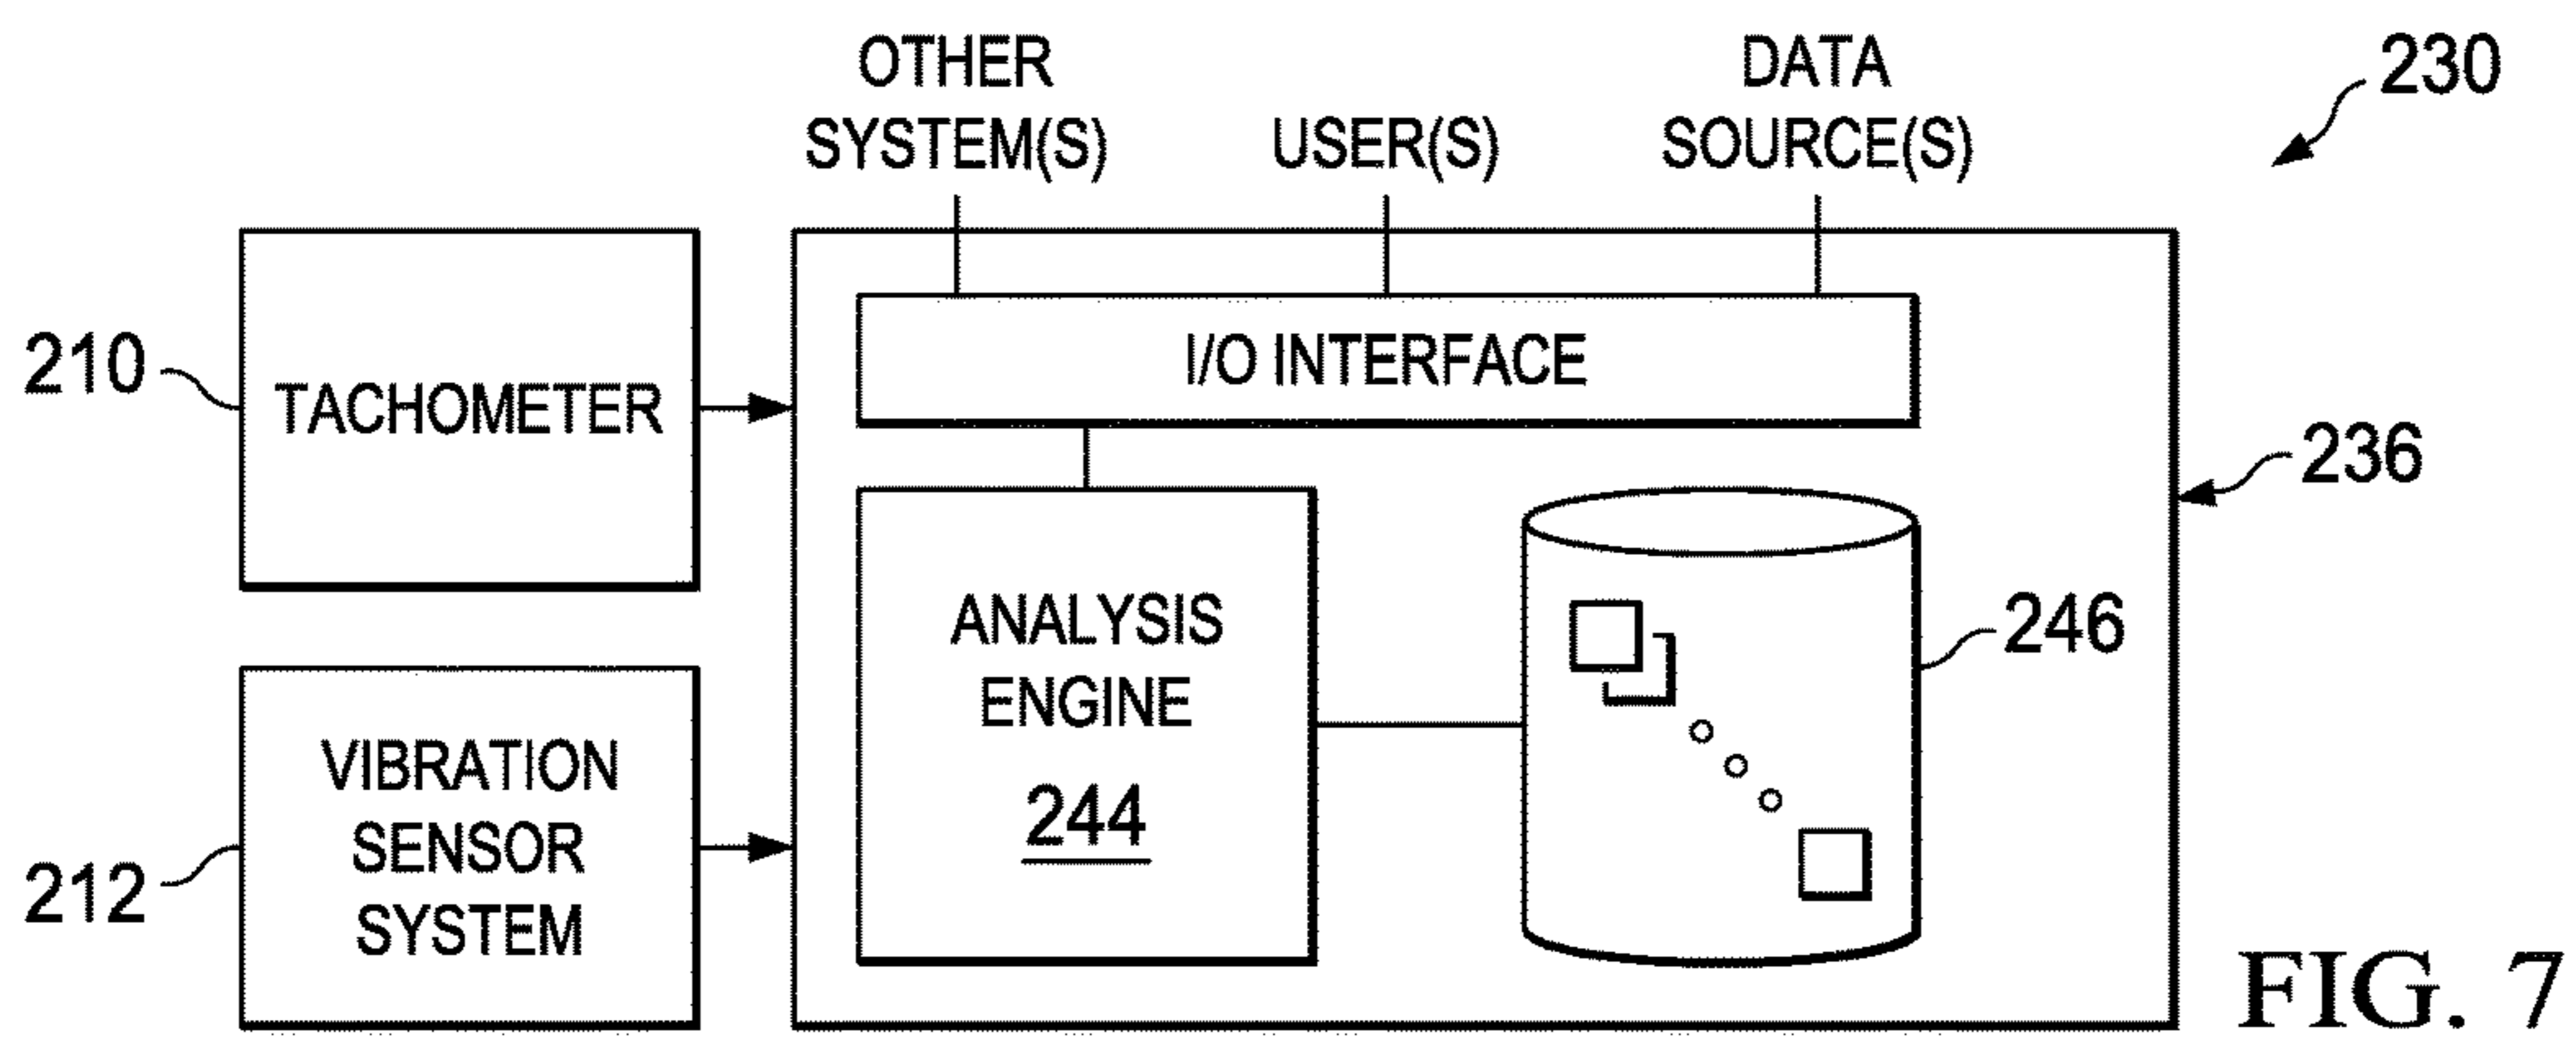 OTHER
SYSTEM(S)
USER(S)
DATA
SOURCE(S)
230
210
TACHOMETER
I/O INTERFACE
236
ANALYSIS
ENGINE
244
246
212
VIBRATION
SENSOR
SYSTEM
FIG. 7